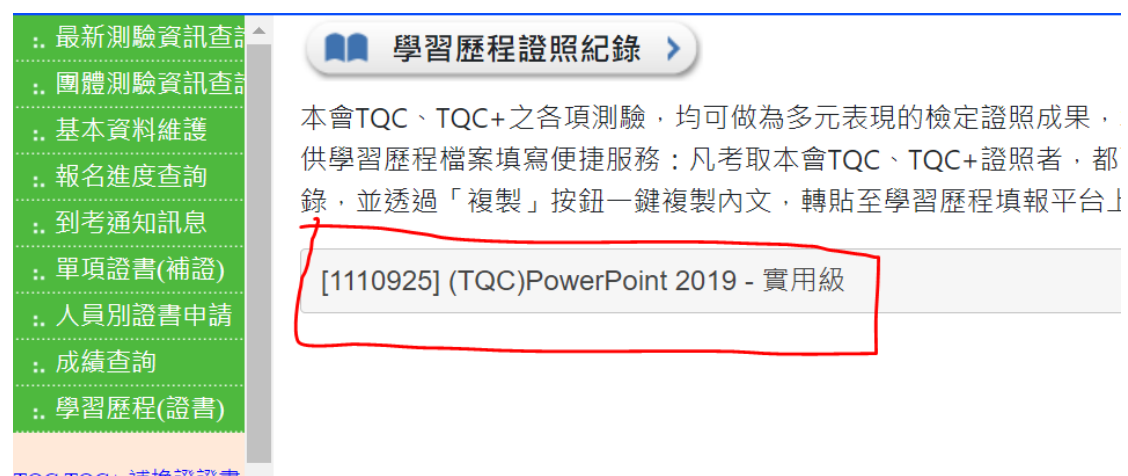 :. 最新測驗資訊查
:. 團體測驗資訊查
:. 基本資料維護
:. 報名進度查詢
:. 到考通知訊息
:. 單項證書(補證)
:. 人員別證書申請
:. 成績查詢
:. 學習歷程(證書)
學習歷程證照紀錄
本會TQC、TQC+之各項測驗，均可做為多元表現的檢定證照成果，
供學習歷程檔案填寫便捷服務：凡考取本會TQC、TQC+證照者，都
錄，並透過「複製」按鈕一鍵複製內文，轉貼至學習歷程填報平台上
[1110925] (TQC)PowerPoint 2019 - 實用級